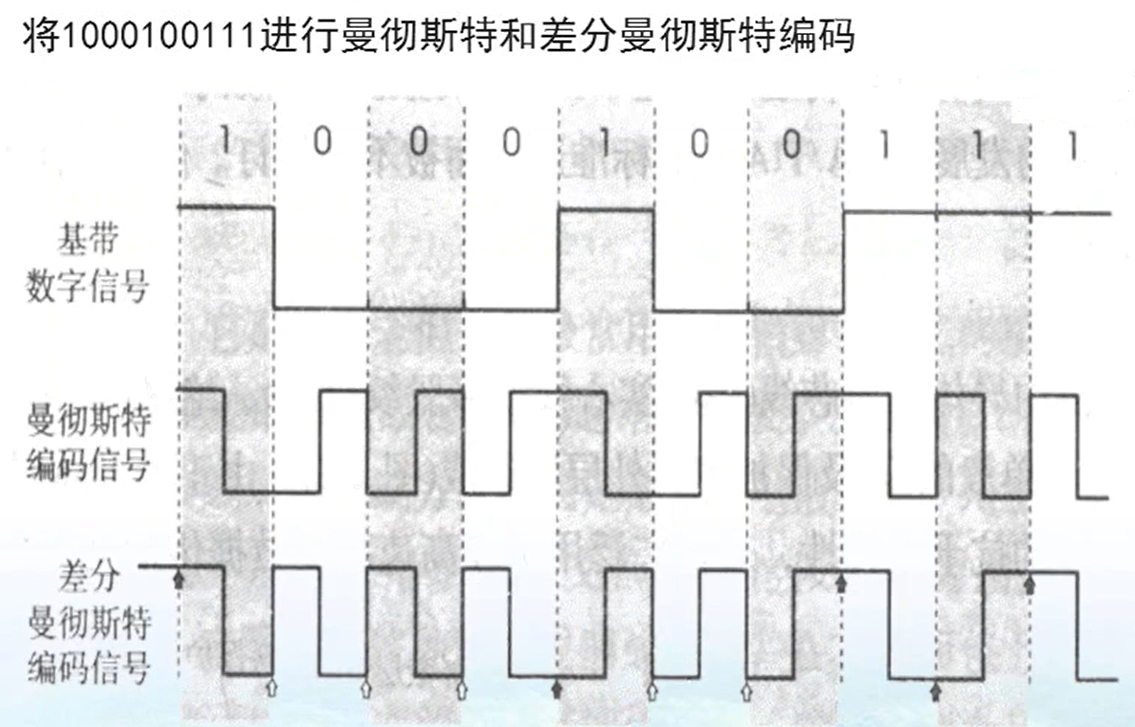 将1000100111进行曼彻斯特和差分曼彻斯特编码
1 0 0 0 1 0 0 1 1 1
基带
数字信号
曼彻斯特
编码信号
差分
曼彻斯特
编码信号